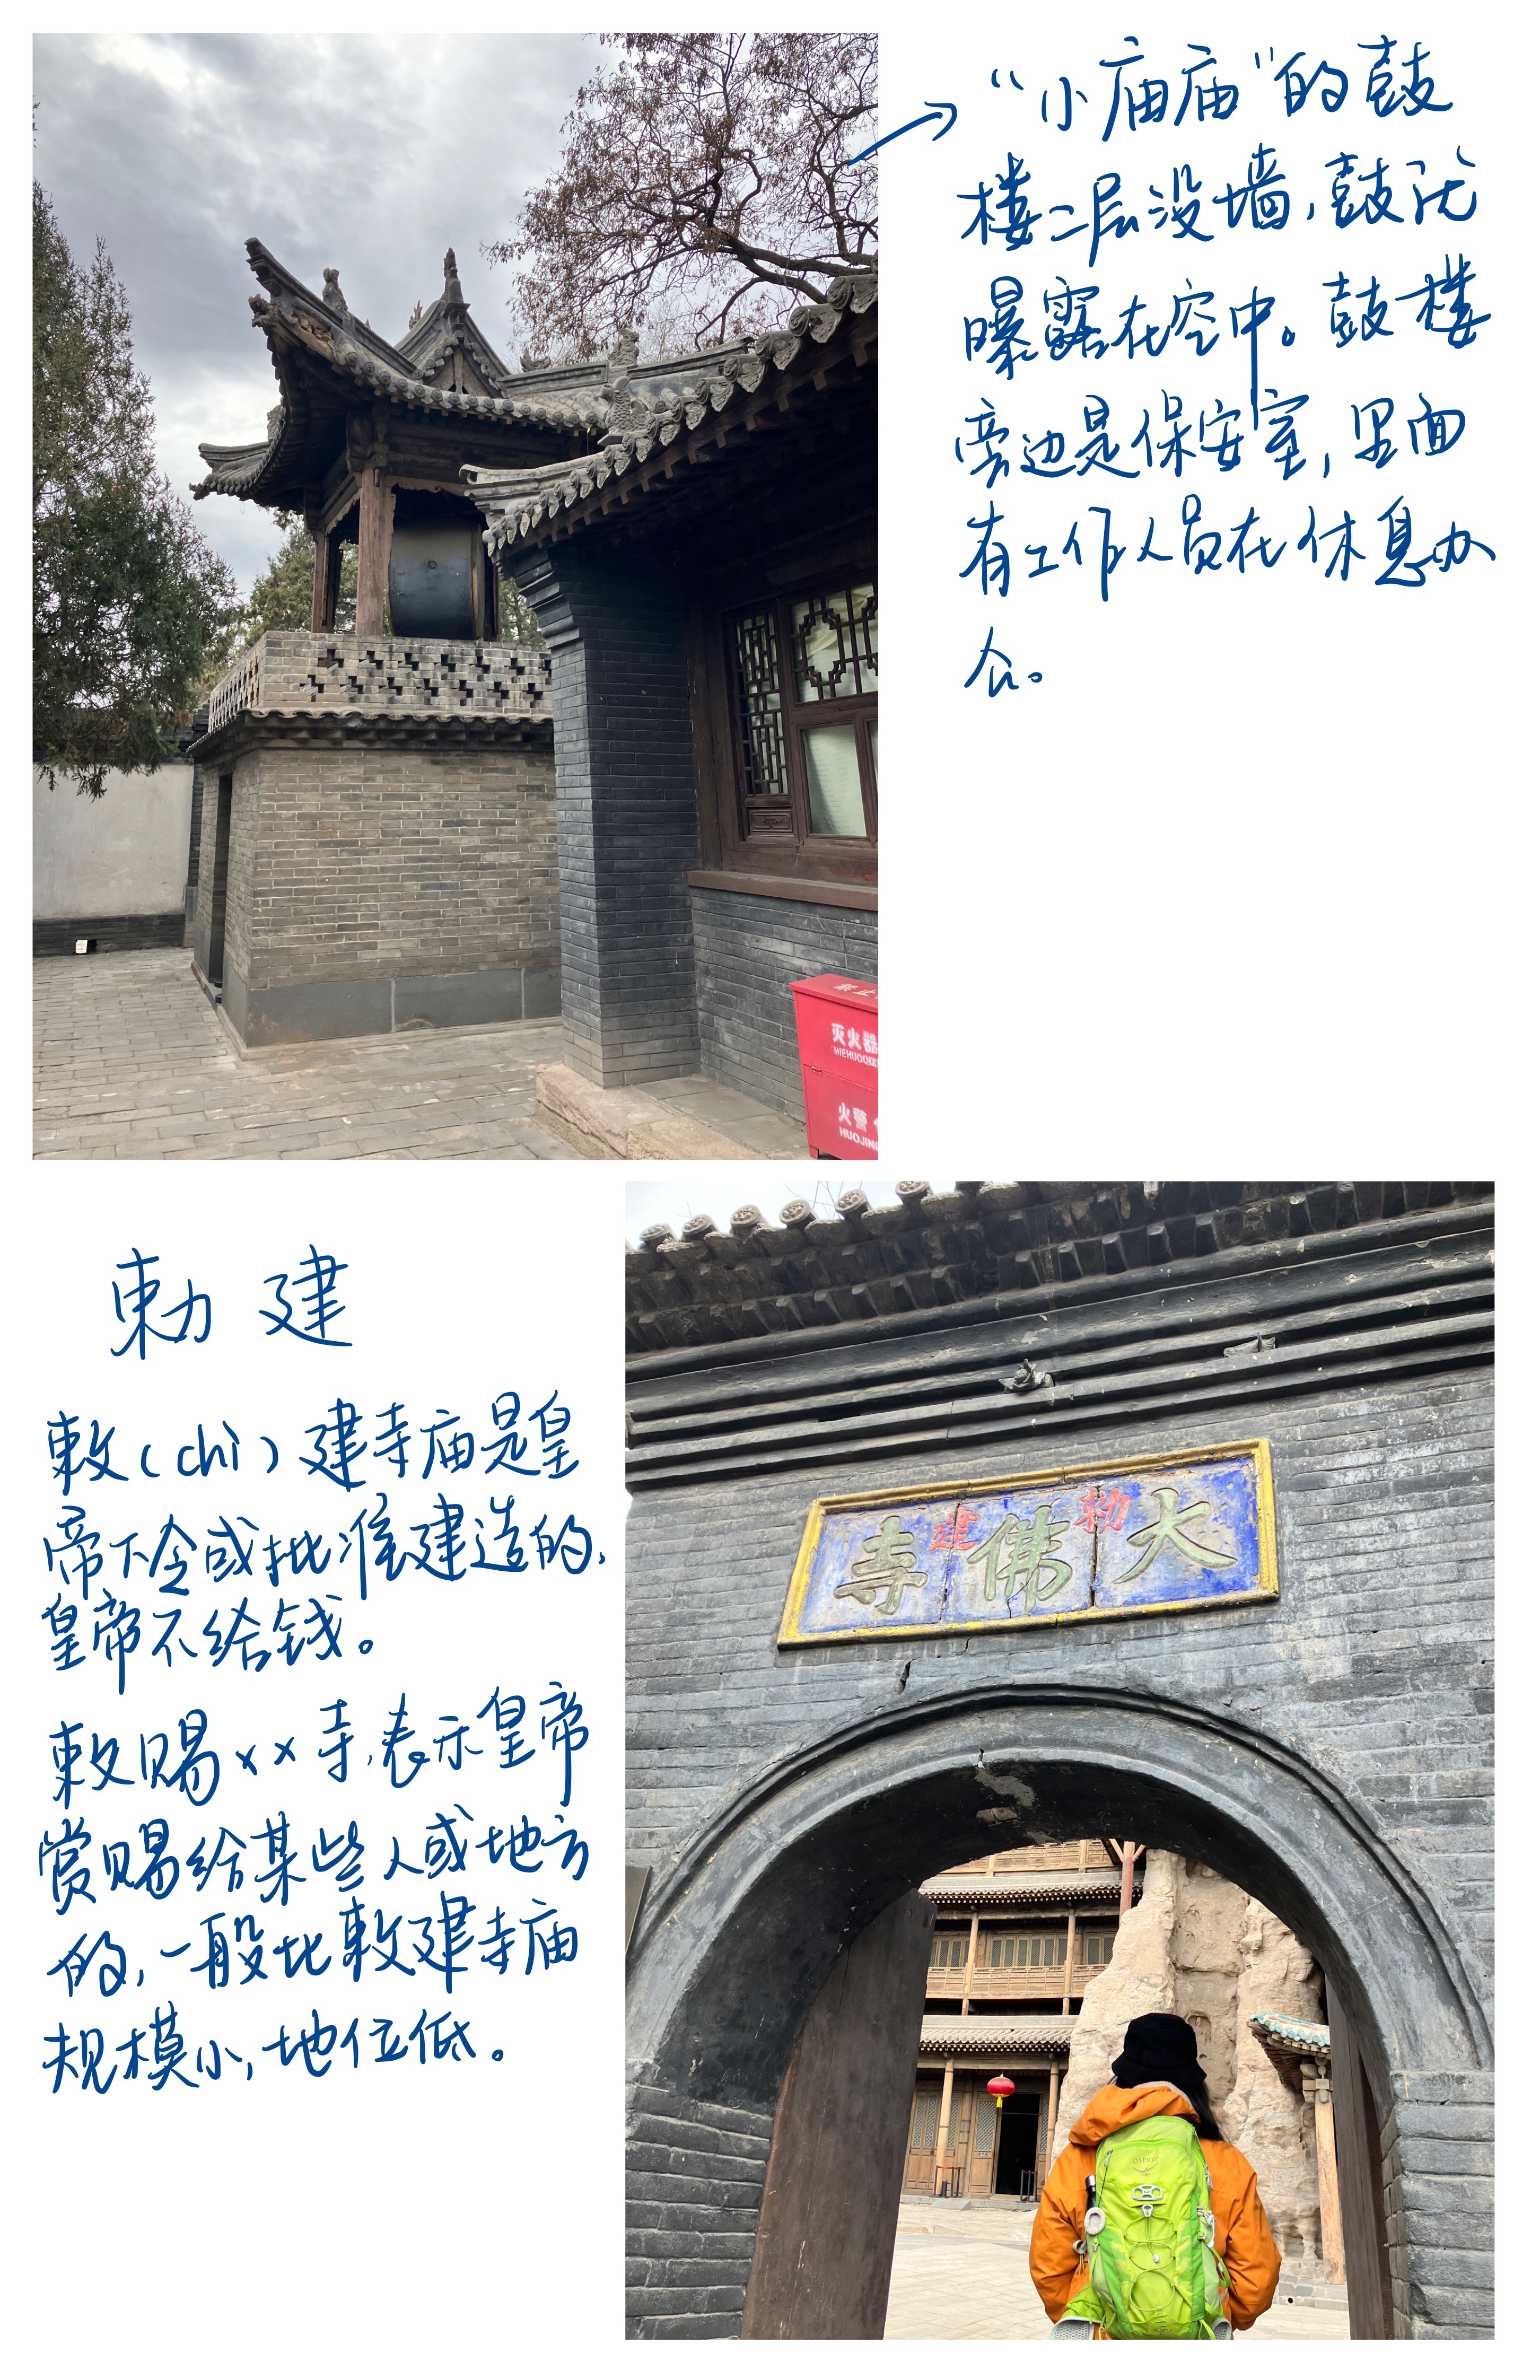 "小庙庙"的鼓
楼二层没墙,鼓就
曝露在空中。鼓楼
旁边是保安室,里面
有工作人员在休息办
公。
禁止
灭火器
MIEHUOQI
火警
HUOJING
勅建
敕(chì)建寺庙是皇
帝下令或批准建造的,
皇帝不给钱。
敕赐××寺,表示皇帝
赏赐给某些人或地方
的,一般比敕建寺庙
规模小,地位低。
勅建
大佛寺
OSPREY